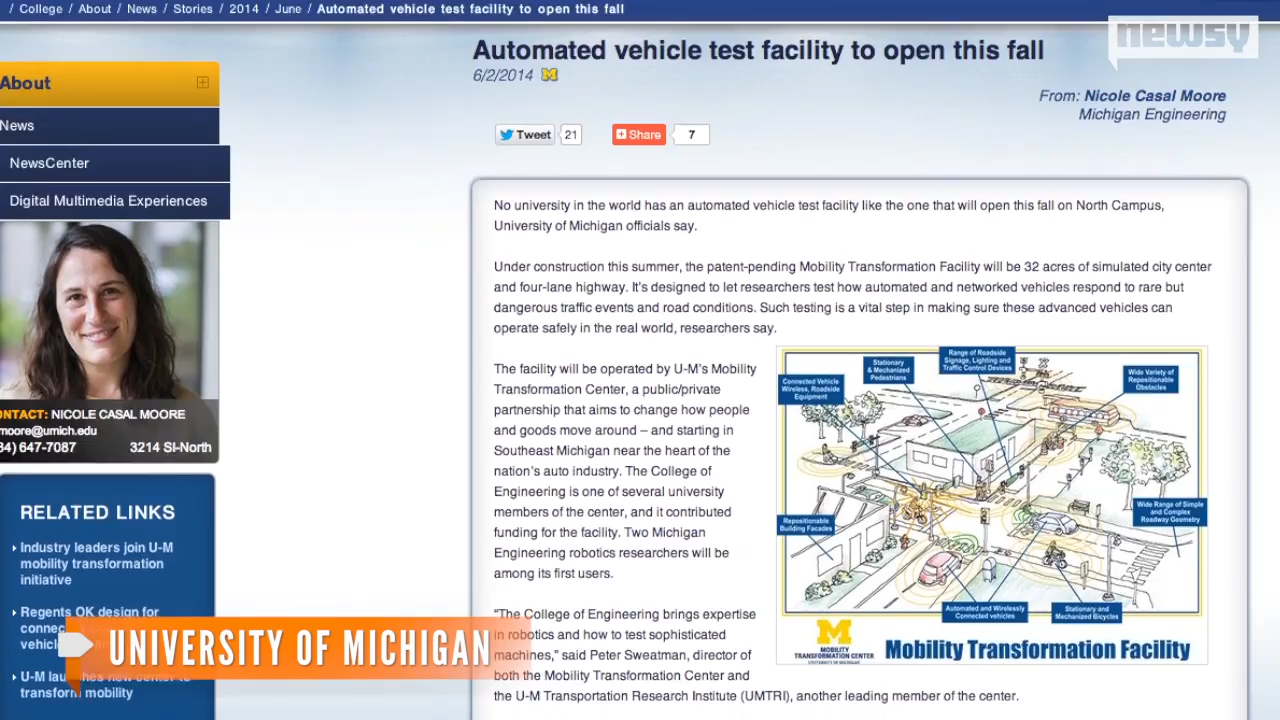 / College / About / News / Stories / 2014 / June / Automated vehicle test facility to open this fall
newsy
Automated vehicle test facility to open this fall
6/2/2014 M
From: Nicole Casal Moore
Michigan Engineering
Tweet 21
Share 7
About
News
NewsCenter
Digital Multimedia Experiences
ONTACT: NICOLE CASAL MOORE
moore@umich.edu
34) 647-7087 3214 SI-North
RELATED LINKS
Industry leaders join U-M
mobility transformation
initiative
Regents OK design for
U-M
transform mobility
No university in the world has an automated vehicle test facility like the one that will open this fall on North Campus,
University of Michigan officials say.
Under construction this summer, the patent-pending Mobility Transformation Facility will be 32 acres of simulated city center
and four-lane highway. It's designed to let researchers test how automated and networked vehicles respond to rare but
dangerous traffic events and road conditions. Such testing is a vital step in making sure these advanced vehicles can
operate safely in the real world, researchers say.
The facility will be operated by U-M's Mobility
Transformation Center, a public/private
partnership that aims to change how people
and goods move around – and starting in
Southeast Michigan near the heart of the
nation's auto industry. The College of
Engineering is one of several university
members of the center, and it contributed
funding for the facility. Two Michigan
Engineering robotics researchers will be
among its first users.
"The College of Engineering brings expertise
in robotics and how to test sophisticated
machines," said Peter Sweatman, director of
both the Mobility Transformation Center and
the U-M Transportation Research Institute (UMTRI), another leading member of the center.
Connected Vehicle
Wireless, Roadside
Equipment
Stationary
& Mechanized
Pedestrians
Range of Roadside
Signage, Lighting and
Traffic Control Devices
Wide Variety of
Repositionable
Obstacles
Repositionable
Building Facades
Wide Range of Simple
and Complex
Roadway Geometry
Automated and Wirelessly
Connected vehicles
Stationary and
Mechanized Bicycles
M
MOBILITY
TRANSFORMATION CENTER
UNIVERSITY OF MICHIGAN
Mobility Transformation Facility
UNIVERSITY OF MICHIGAN